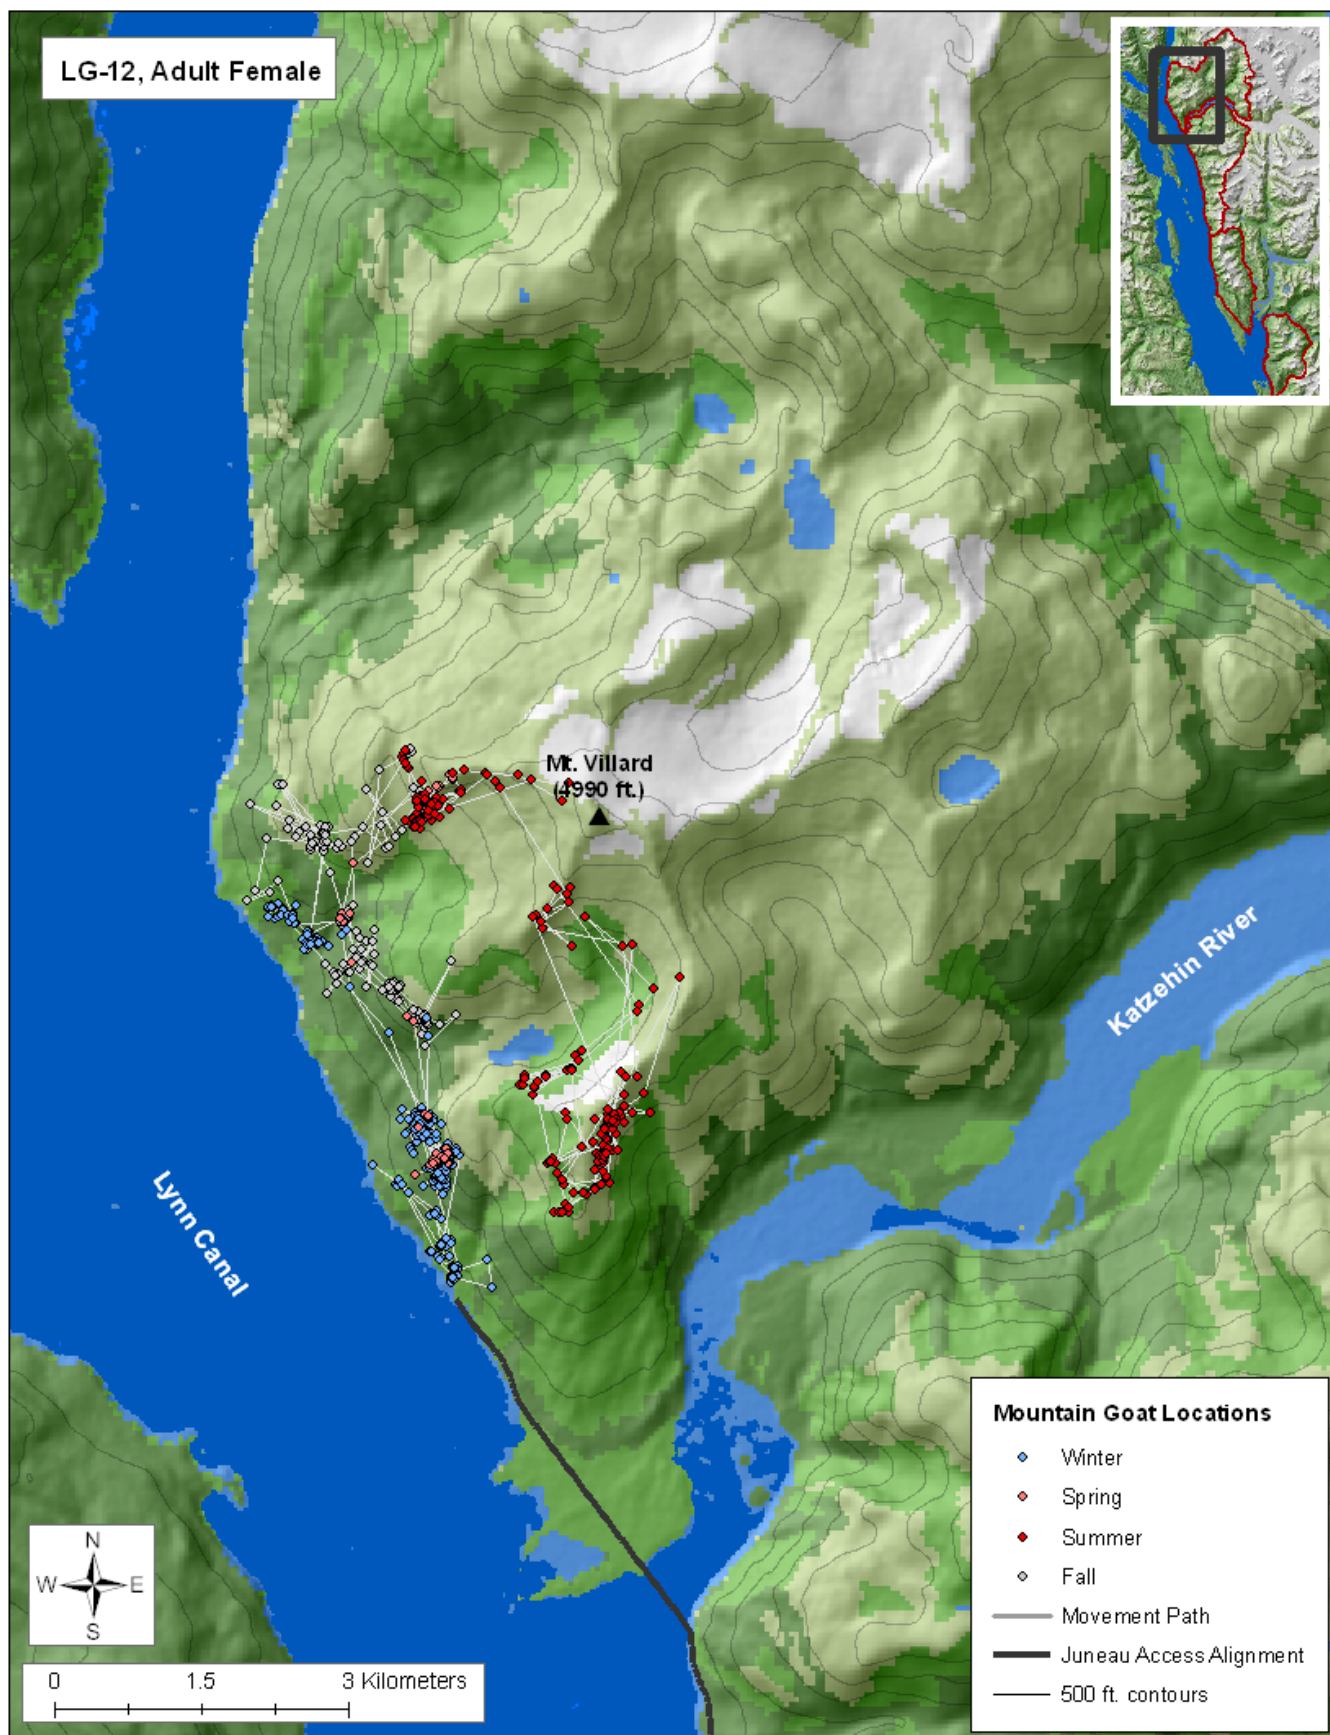 LG-12, Adult Female
Mt. Villard
(4990 ft.)
Katzehin River
Lynn Canal
Mountain Goat Locations
Winter
Spring
Summer
Fall
Movement Path
Juneau Access Alignment
500 ft. contours
N
W E
S
0 1.5 3 Kilometers